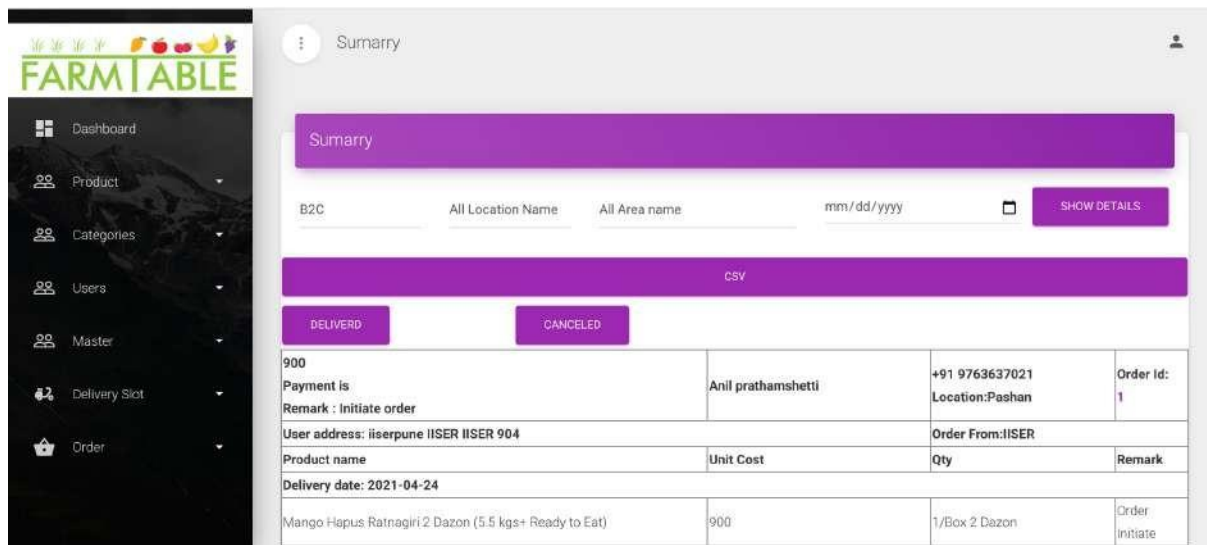 FARMTABLE
Dashboard
Product
Categories
Users
Master
Delivery Slot
Order
Sumarry
Sumarry
B2C All Location Name All Area name mm/dd/yyyy SHOW DETAILS
CSV
DELIVERD CANCELED
900
Payment is
Remark : Initiate order
Anil prathamshetti
+91 9763637021
Location:Pashan
Order Id:
1
User address: iiserpune IISER IISER 904 Order From:IISER
Product name Unit Cost Qty Remark
Delivery date: 2021-04-24
Mango Hapus Ratnagiri 2 Dazon (5.5 kgs+ Ready to Eat) 900 1/Box 2 Dazon Order
Initiate